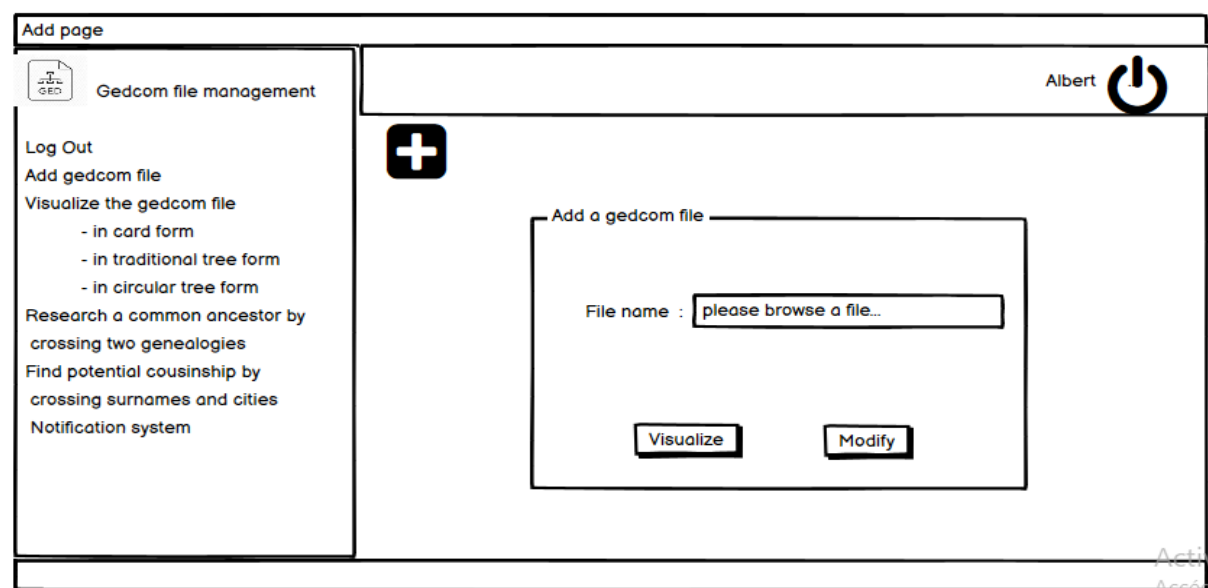 Add page
GED
Gedcom file management
Albert
Log Out
Add gedcom file
Visualize the gedcom file
- in card form
- in traditional tree form
- in circular tree form
Research a common ancestor by
crossing two genealogies
Find potential cousinship by
crossing surnames and cities
Notification system
Add a gedcom file
File name :
please browse a file...
Visualize
Modify